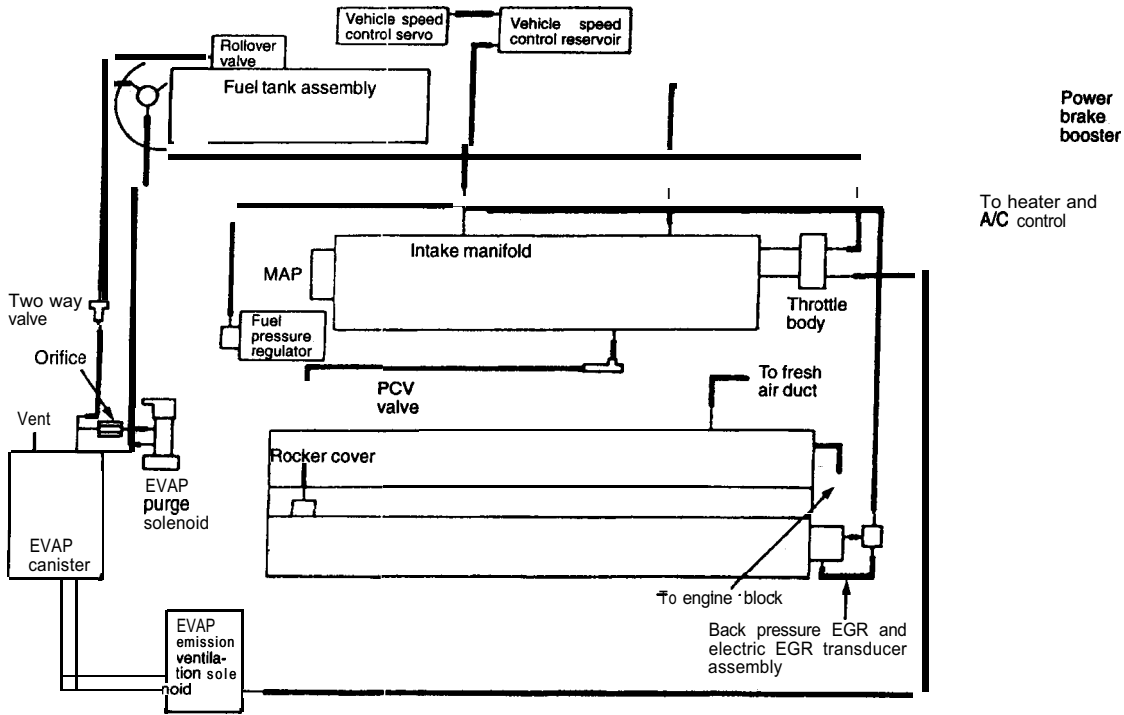 Vehicle speed
control servo
Vehicle speed
control reservoir
Rollover
valve
Fuel tank assembly
Power
brake
booster
To heater and
A/C control
Intake manifold
MAP
Two way
valve
Throttle
body
Fuel
pressure
regulator
Orifice
To fresh
air duct
PCV
valve
Vent
Rocker cover
EVAP
purge
solenoid
EVAP
canister
To engine block
EVAP
emission
ventila-
tion sole
noid
Back pressure EGR and
electric EGR transducer
assembly